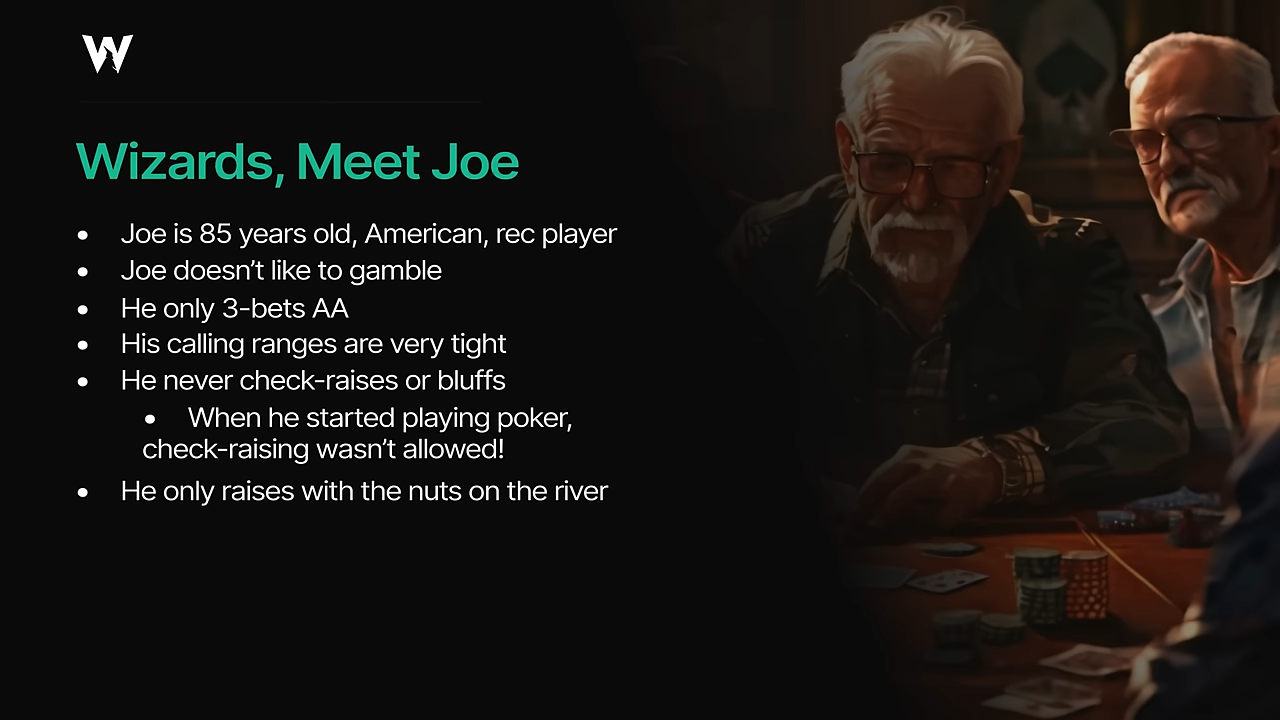 W
Wizards, Meet Joe
• Joe is 85 years old, American, rec player
• Joe doesn’t like to gamble
• He only 3-bets AA
• His calling ranges are very tight
• He never check-raises or bluffs
• When he started playing poker,
check-raising wasn’t allowed!
• He only raises with the nuts on the river